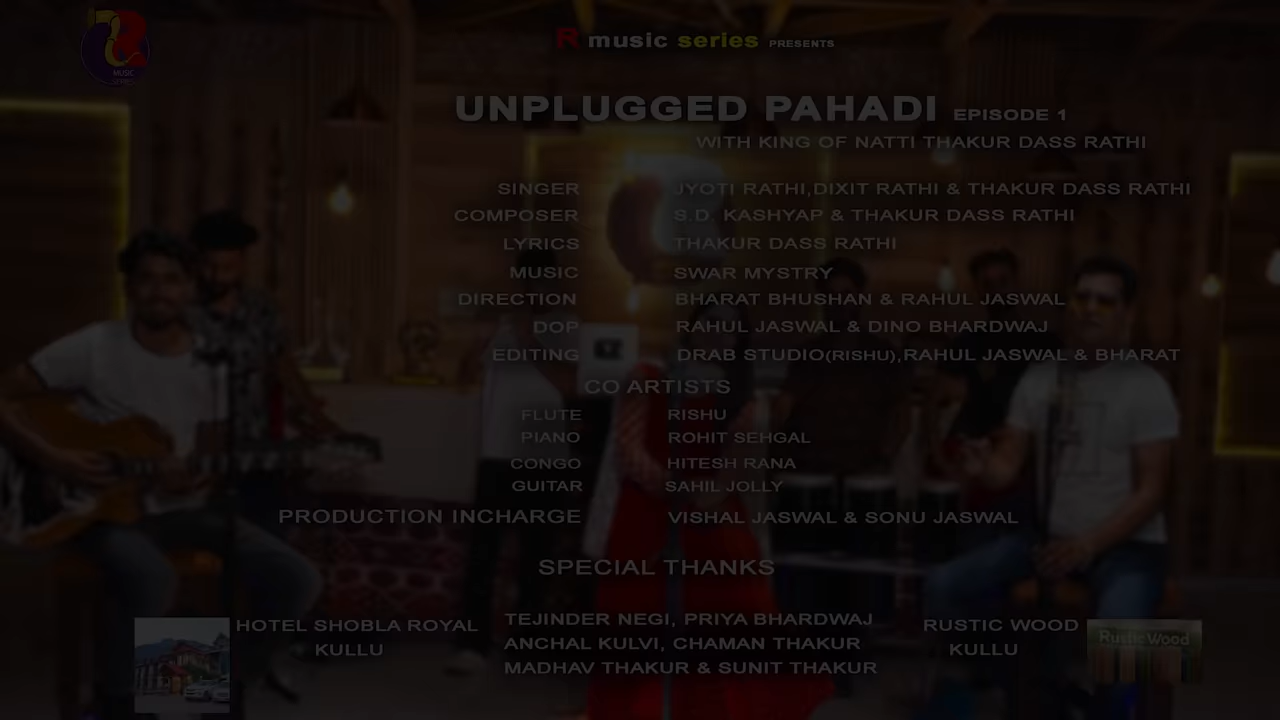 MUSIC
SERIES
R music series PRESENTS
UNPLUGGED PAHADI EPISODE 1
WITH KING OF NATTI THAKUR DASS RATHI
SINGER JYOTI RATHI,DIXIT RATHI & THAKUR DASS RATHI
COMPOSER S.D. KASHYAP & THAKUR DASS RATHI
LYRICS THAKUR DASS RATHI
MUSIC SWAR MYSTRY
DIRECTION BHARAT BHUSHAN & RAHUL JASWAL
DOP RAHUL JASWAL & DINO BHARDWAJ
EDITING DRAB STUDIO(RISHU),RAHUL JASWAL & BHARAT
CO ARTISTS
FLUTE RISHU
PIANO ROHIT SEHGAL
CONGO HITESH RANA
GUITAR SAHIL JOLLY
PRODUCTION INCHARGE VISHAL JASWAL & SONU JASWAL
SPECIAL THANKS
HOTEL SHOBLA ROYAL
KULLU
TEJINDER NEGI, PRIYA BHARDWAJ
ANCHAL KULVI, CHAMAN THAKUR
MADHAV THAKUR & SUNIT THAKUR
RUSTIC WOOD
KULLU
Rustic Wood